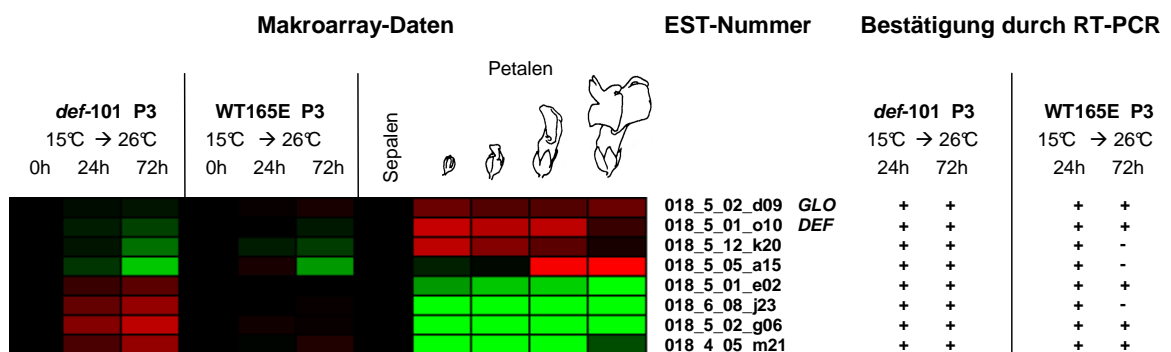 Makroarray-Daten EST-Nummer Bestätigung durch RT-PCR
Petalen
Sepalen
def-101 P3 WT165E P3 def-101 P3 WT165E P3
15°C → 26°C 15°C → 26°C 15°C → 26°C 15°C → 26°C
0h 24h 72h 0h 24h 72h 24h 72h 24h 72h
018_5_02_d09 GLO + + + +
018_5_01_o10 DEF + + + +
018_5_12_k20 + + + -
018_5_05_a15 + + + -
018_5_01_e02 + + + +
018_6_08_j23 + + + -
018_5_02_g06 + + + +
018_4_05_m21 + + + +